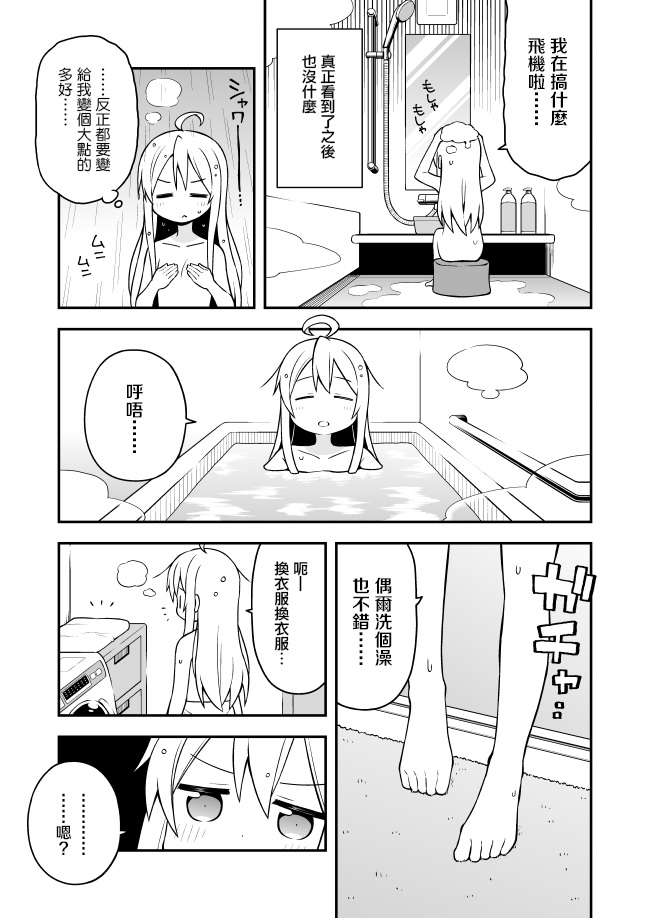 我在搞什麼
飛機啦……
もしゃ
もしゃ
真正看到了之後
也沒什麼
シャワー…
……反正都要變
給我變個大點的
多好……
ムニ
ムニ
呼唔……
ガチャ…
偶爾洗個澡
也不錯……
呃—
換衣服換衣服…
…………
……嗯？